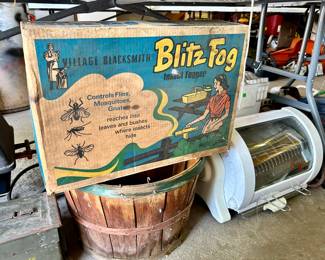 VILLAGE BLACKSMITH
Blitz Fog
Insect Fogger
Controls Flies,
Mosquitoes,
Gnats
reaches into
leaves and bushes
where insects
hide